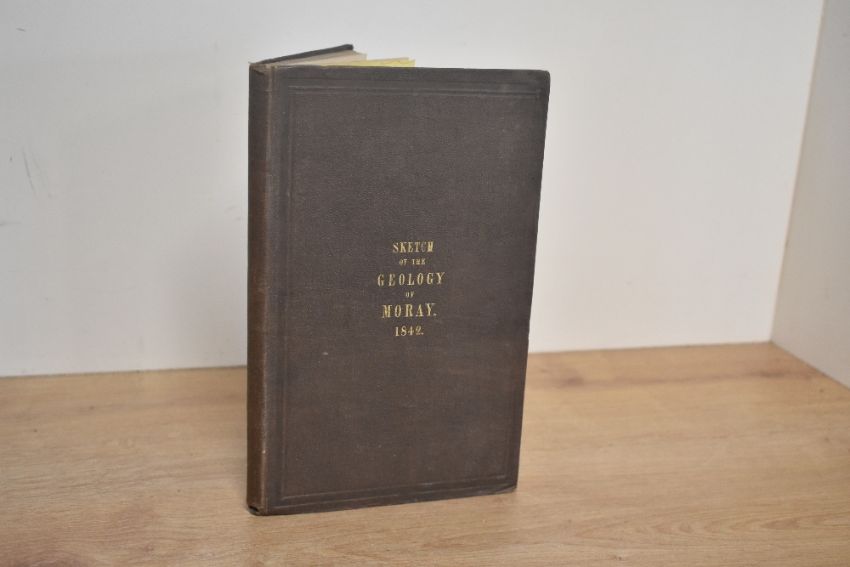 SKETCH
OF THE
GEOLOGY
OF
MORAY.
1842.